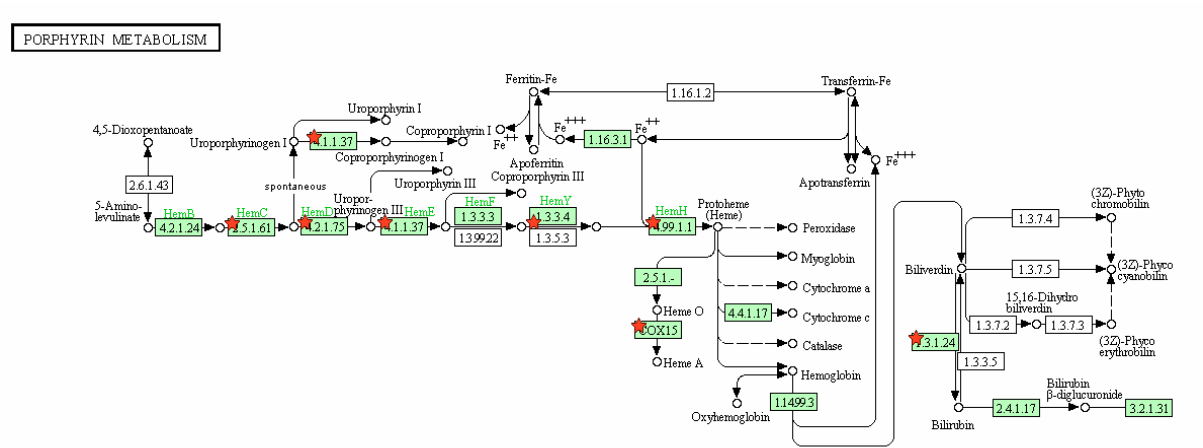 PORPHYRIN METABOLISM
Ferritin-Fe
1.16.1.2
Transferrin-Fe
Uroporphyrin I
4,5-Dioxopentanoate
Uroporphyrinogen I
4.1.1.37
Coproporphyrin I
Fe++
Fe+++
1.16.3.1
Fe++
Fe+++
Coproporphyrinogen I
Apoferritin
Coproporphyrin III
Apotransferrin
2.6.1.43
spontaneous
Uroporphyrin III
5-Amino-
levulinate
Uropor-
phyrinogen III
HemB
HemC
HemD
HemE
HemF
HemY
HemH
Protoheme
(Heme)
4.2.1.24
2.5.1.61
4.2.1.75
4.1.1.37
1.3.3.3
1.3.3.4
4.99.1.1
1.3.99.22
1.3.5.3
Peroxidase
Myoglobin
2.5.1.-
Cytochrome a
Heme O
4.4.1.17
Cytochrome c
COX15
Catalase
Heme A
Hemoglobin
Oxyhemoglobin
1.14.99.3
(3Z)-Phyto
chromobilin
1.3.7.4
Biliverdin
1.3.7.5
(3Z)-Phyco
cyanobilin
15,16-Dihydro
biliverdin
1.3.7.2
1.3.7.3
(3Z)-Phyco
erythrobilin
1.3.1.24
1.3.3.5
Bilirubin
β-diglucuronide
2.4.1.17
3.2.1.31
Bilirubin